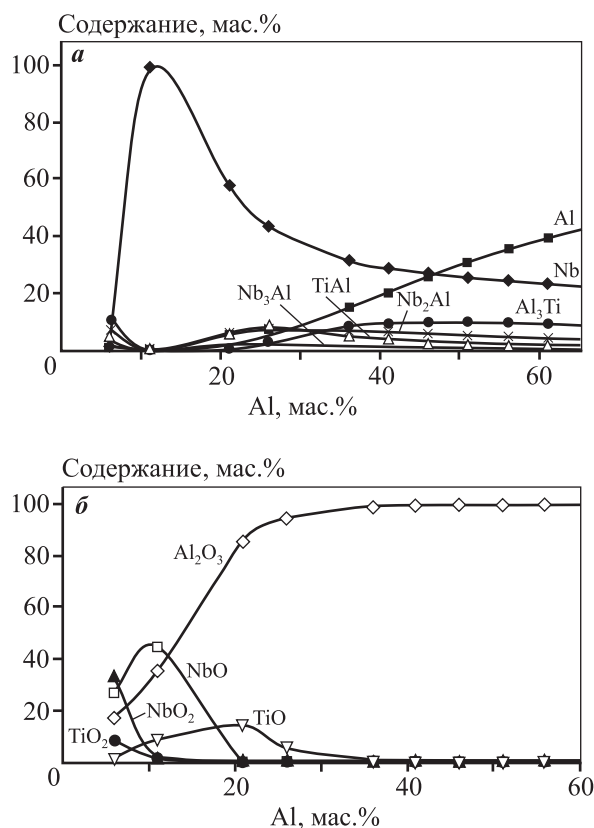 Содержание, мас.%
а
100
80
60
40
20
0
Al
Nb
Nb₃Al
TiAl
Nb₂Al
Al₃Ti
20
40
60
Al, мас.%
Содержание, мас.%
б
100
80
60
40
20
0
Al₂O₃
NbO
NbO₂
TiO
TiO₂
20
40
60
Al, мас.%